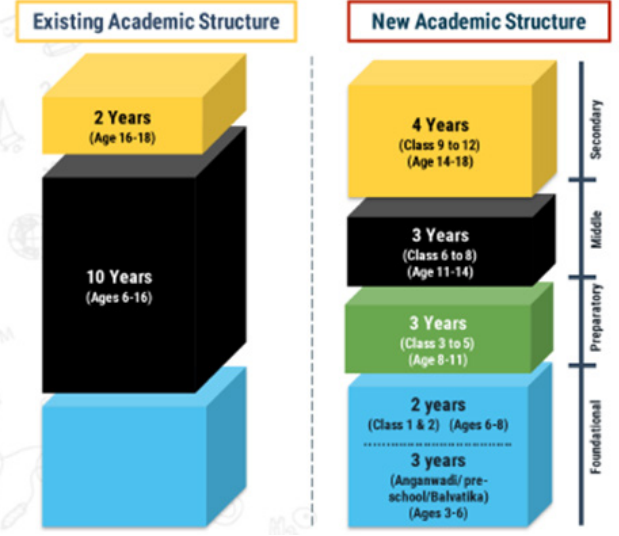 Existing Academic Structure
2 Years
(Age 16-18)
10 Years
(Ages 6-16)
New Academic Structure
4 Years
(Class 9 to 12)
(Age 14-18)
Secondary
3 Years
(Class 6 to 8)
(Age 11-14)
Middle
3 Years
(Class 3 to 5)
(Age 8-11)
Preparatory
2 years
(Class 1 & 2) (Ages 6-8)
3 years
(Anganwadi/ pre-
school/Balvatika)
(Ages 3-6)
Foundational